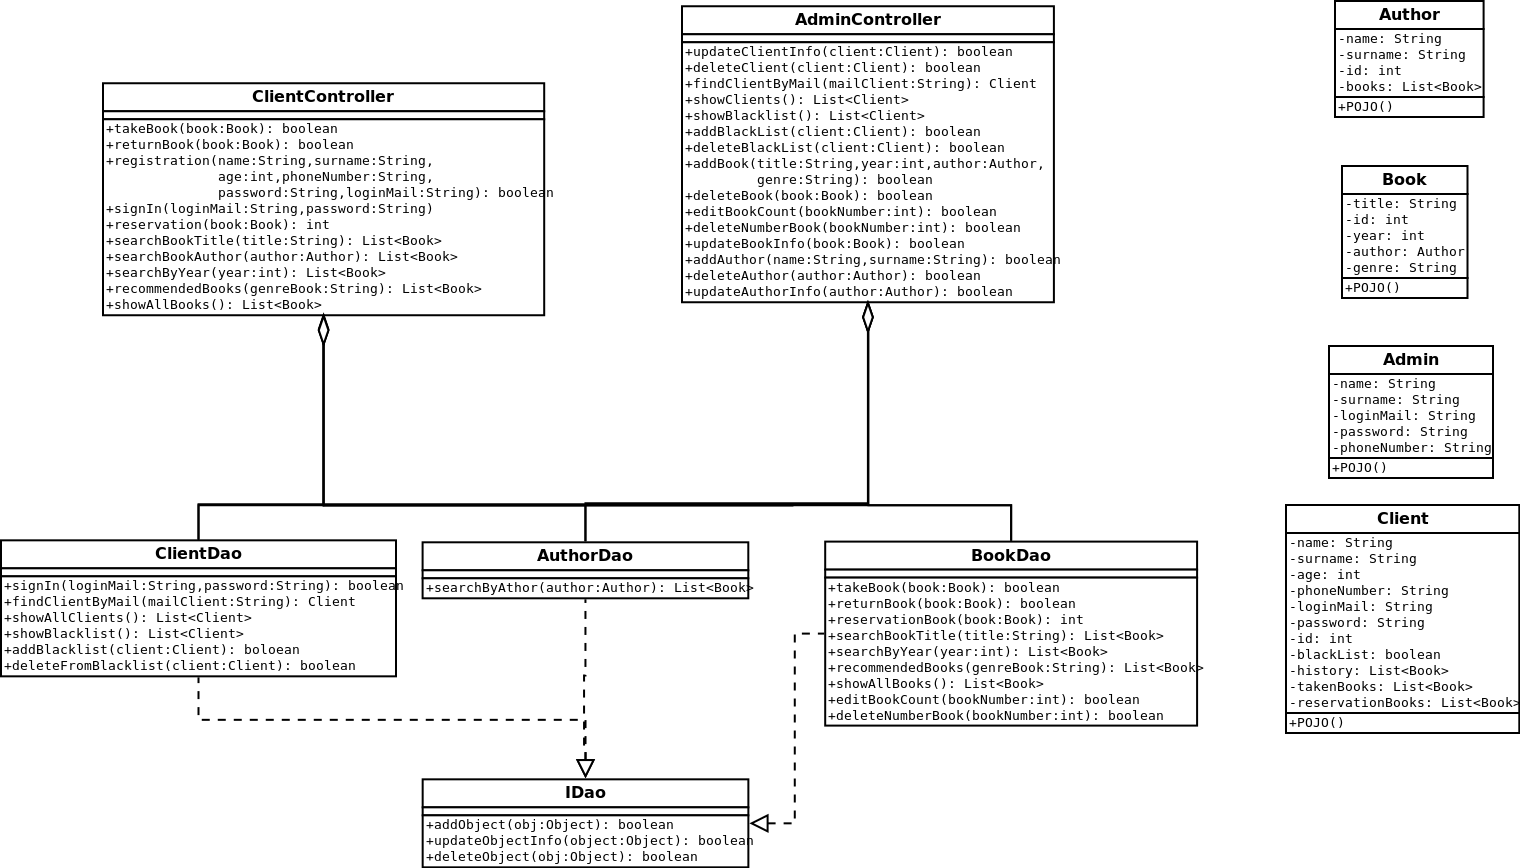 ClientController
+takeBook(book:Book): boolean
+returnBook(book:Book): boolean
+registration(name:String,surname:String,
age:int,phoneNumber:String,
password:String,loginMail:String): boolean
+signIn(loginMail:String,password:String)
+reservation(book:Book): int
+searchBookTitle(title:String): List<Book>
+searchBookAuthor(author:Author): List<Book>
+searchByYear(year:int): List<Book>
+recommendedBooks(genreBook:String): List<Book>
+showAllBooks(): List<Book>
AdminController
+updateClientInfo(client:Client): boolean
+deleteClient(client:Client): boolean
+findClientByMail(mailClient:String): Client
+showClients(): List<Client>
+showBlacklist(): List<Client>
+addBlackList(client:Client): boolean
+deleteBlackList(client:Client): boolean
+addBook(title:String,year:int,author:Author,
genre:String): boolean
+deleteBook(book:Book): boolean
+editBookCount(bookNumber:int): boolean
+deleteNumberBook(bookNumber:int): boolean
+updateBookInfo(book:Book): boolean
+addAuthor(name:String,surname:String): boolean
+deleteAuthor(author:Author): boolean
+updateAuthorInfo(author:Author): boolean
Author
-name: String
-surname: String
-id: int
-books: List<Book>
+POJO()
Book
-title: String
-id: int
-year: int
-author: Author
-genre: String
+POJO()
Admin
-name: String
-surname: String
-loginMail: String
-password: String
-phoneNumber: String
+POJO()
Client
-name: String
-surname: String
-age: int
-phoneNumber: String
-loginMail: String
-password: String
-id: int
-blackList: boolean
-history: List<Book>
-takenBooks: List<Book>
-reservationBooks: List<Book>
+POJO()
ClientDao
+signIn(loginMail:String,password:String): boolean
+findClientByMail(mailClient:String): Client
+showAllClients(): List<Client>
+showBlacklist(): List<Client>
+addBlacklist(client:Client): boloean
+deleteFromBlacklist(client:Client): boolean
AuthorDao
+searchByAthor(author:Author): List<Book>
BookDao
+takeBook(book:Book): boolean
+returnBook(book:Book): boolean
+reservationBook(book:Book): int
+searchBookTitle(title:String): List<Book>
+searchByYear(year:int): List<Book>
+recommendedBooks(genreBook:String): List<Book>
+showAllBooks(): List<Book>
+editBookCount(bookNumber:int): boolean
+deleteNumberBook(bookNumber:int): boolean
IDao
+addObject(obj:Object): boolean
+updateObjectInfo(object:Object): boolean
+deleteObject(obj:Object): boolean